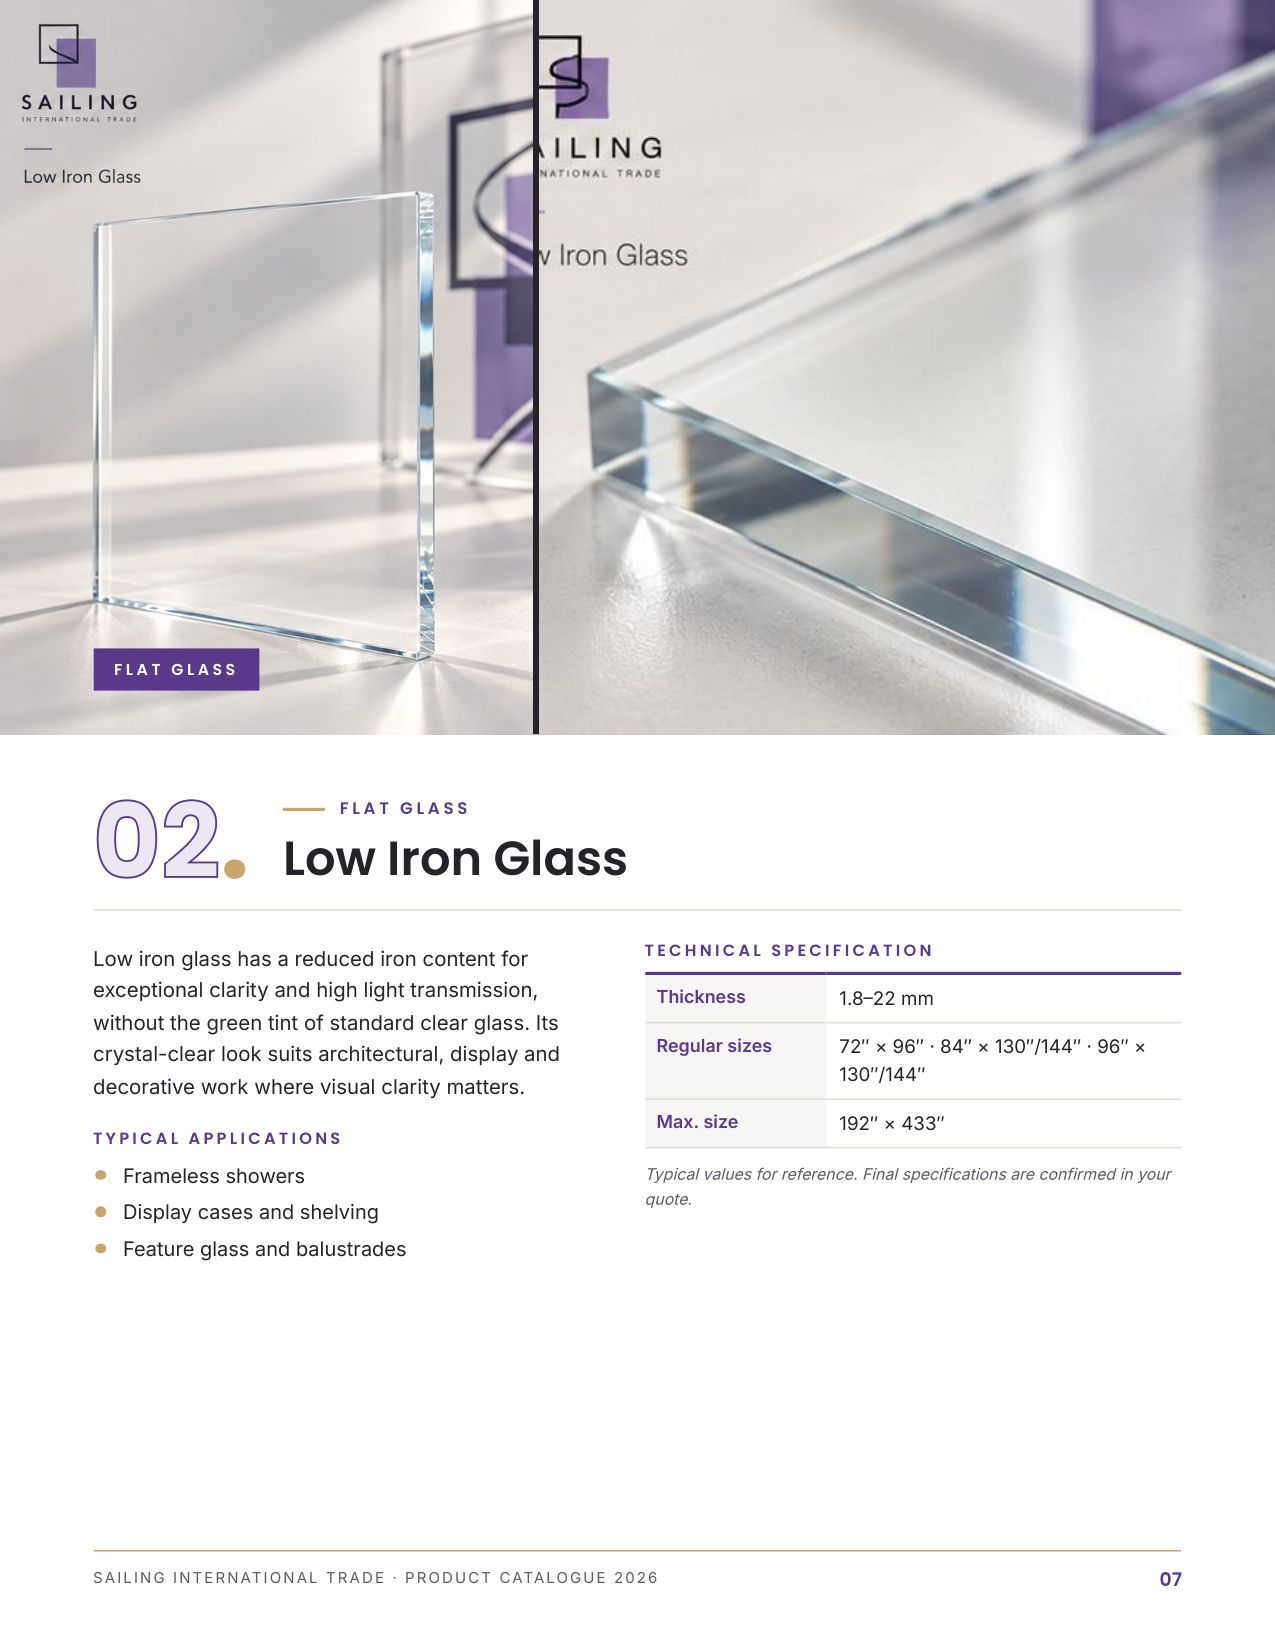 SAILING
INTERNATIONAL TRADE
Low Iron Glass
AILING
NATIONAL TRADE
w Iron Glass
FLAT GLASS
02.
FLAT GLASS
Low Iron Glass
Low iron glass has a reduced iron content for
exceptional clarity and high light transmission,
without the green tint of standard clear glass. Its
crystal-clear look suits architectural, display and
decorative work where visual clarity matters.
TYPICAL APPLICATIONS
Frameless showers
Display cases and shelving
Feature glass and balustrades
TECHNICAL SPECIFICATION
Thickness 1.8–22 mm
Regular sizes 72″ × 96″ · 84″ × 130″/144″ · 96″ ×
130″/144″
Max. size 192″ × 433″
Typical values for reference. Final specifications are confirmed in your
quote.
SAILING INTERNATIONAL TRADE · PRODUCT CATALOGUE 2026
07